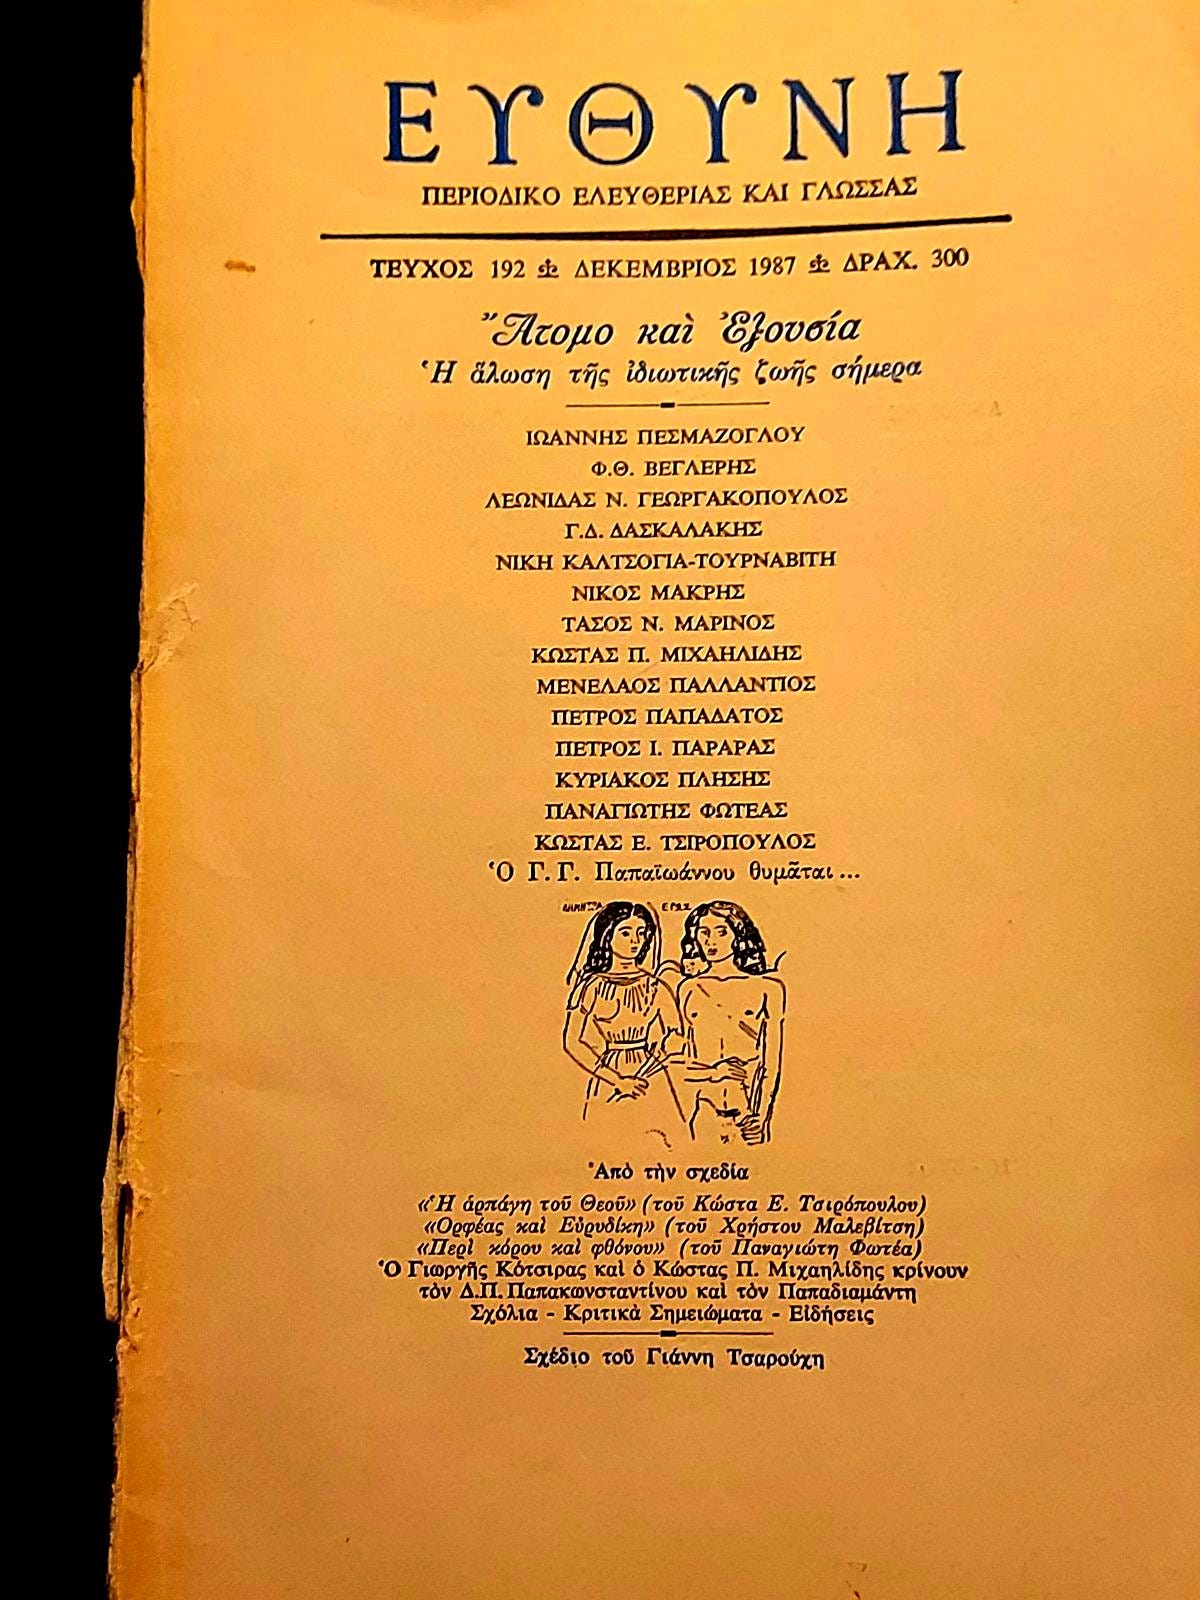 ΕΥΘΥΝΗ
ΠΕΡΙΟΔΙΚΟ ΕΛΕΥΘΕΡΙΑΣ ΚΑΙ ΓΛΩΣΣΑΣ
ΤΕΥΧΟΣ 192 ΔΕΚΕΜΒΡΙΟΣ 1987 ΔΡΑΧ. 300
Ἄτομο καὶ Ἐξουσία
Ἡ ἅλωση τῆς ἰδιωτικῆς ζωῆς σήμερα
ΙΩΑΝΝΗΣ ΠΕΣΜΑΖΟΓΛΟΥ
Φ.Θ. ΒΕΓΛΕΡΗΣ
ΛΕΩΝΙΔΑΣ Ν. ΓΕΩΡΓΑΚΟΠΟΥΛΟΣ
Γ.Δ. ΔΑΣΚΑΛΑΚΗΣ
ΝΙΚΗ ΚΑΛΤΣΟΓΙΑ-ΤΟΥΡΝΑΒΙΤΗ
ΝΙΚΟΣ ΜΑΚΡΗΣ
ΤΑΣΟΣ Ν. ΜΑΡΙΝΟΣ
ΚΩΣΤΑΣ Π. ΜΙΧΑΗΛΙΔΗΣ
ΜΕΝΕΛΑΟΣ ΠΑΛΛΑΝΤΙΟΣ
ΠΕΤΡΟΣ ΠΑΠΑΔΑΤΟΣ
ΠΕΤΡΟΣ Ι. ΠΑΡΑΡΑΣ
ΚΥΡΙΑΚΟΣ ΠΛΗΣΗΣ
ΠΑΝΑΓΙΩΤΗΣ ΦΩΤΕΑΣ
ΚΩΣΤΑΣ Ε. ΤΣΙΡΟΠΟΥΛΟΣ
Ὁ Γ.Γ. Παπαϊωάννου θυμᾶται...
ΔΗΜΗΤΡΑ ΕΡΩΣ
Ἀπὸ τὴν σχεδία
«Ἡ ἁρπάγη τοῦ Θεοῦ» (τοῦ Κώστα Ε. Τσιρόπουλου)
«Ορφέας καὶ Εὐρυδίκη» (τοῦ Χρήστου Μαλεβίτση)
«Περὶ κόρου καὶ φθόνου» (τοῦ Παναγιώτη Φωτέα)
Ὁ Γιωργῆς Κότσιρας καὶ ὁ Κώστας Π. Μιχαηλίδης κρίνουν
τὸν Δ.Π. Παπακωνσταντίνου καὶ τὸν Παπαδιαμάντη
Σχόλια - Κριτικὰ Σημειώματα - Εἰδήσεις
Σχέδιο τοῦ Γιάννη Τσαρούχη